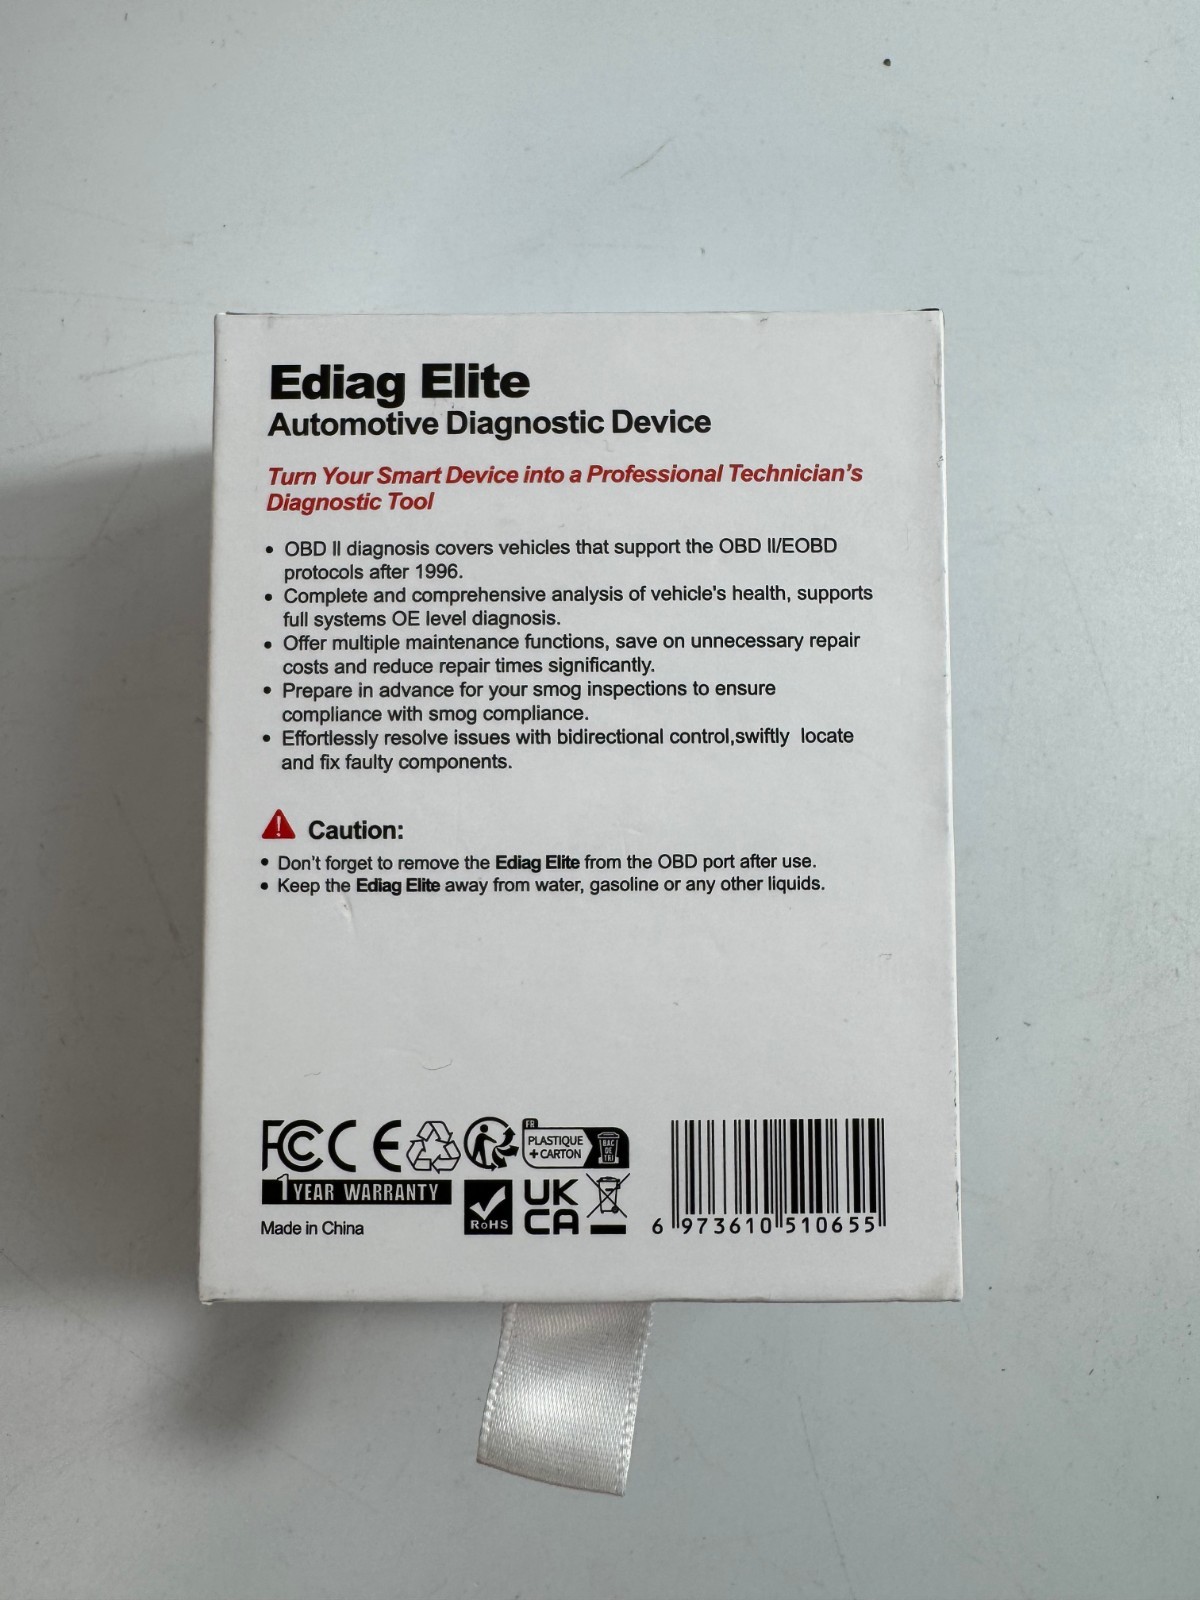 Ediag Elite
Automotive Diagnostic Device
Turn Your Smart Device into a Professional Technician's
Diagnostic Tool
• OBD II diagnosis covers vehicles that support the OBD II/EOBD
protocols after 1996.
• Complete and comprehensive analysis of vehicle's health, supports
full systems OE level diagnosis.
• Offer multiple maintenance functions, save on unnecessary repair
costs and reduce repair times significantly.
• Prepare in advance for your smog inspections to ensure
compliance with smog compliance.
• Effortlessly resolve issues with bidirectional control,swiftly locate
and fix faulty components.
Caution:
• Don't forget to remove the Ediag Elite from the OBD port after use.
• Keep the Ediag Elite away from water, gasoline or any other liquids.
FC CE
FR
PLASTIQUE
+ CARTON
BAC
DE
TRI
1 YEAR WARRANTY
RoHS
UK
CA
Made in China
6 973610 510655